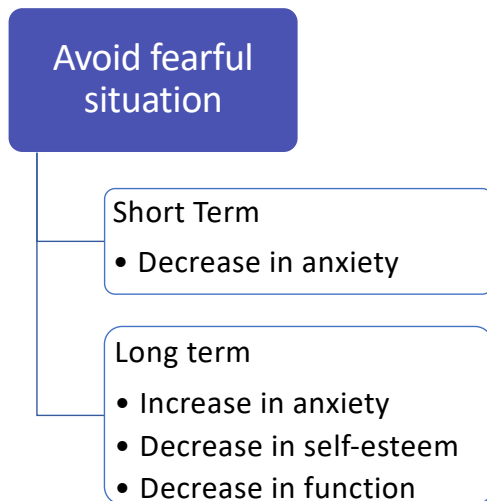 Avoid fearful
situation
Short Term
• Decrease in anxiety
Long term
• Increase in anxiety
• Decrease in self-esteem
• Decrease in function